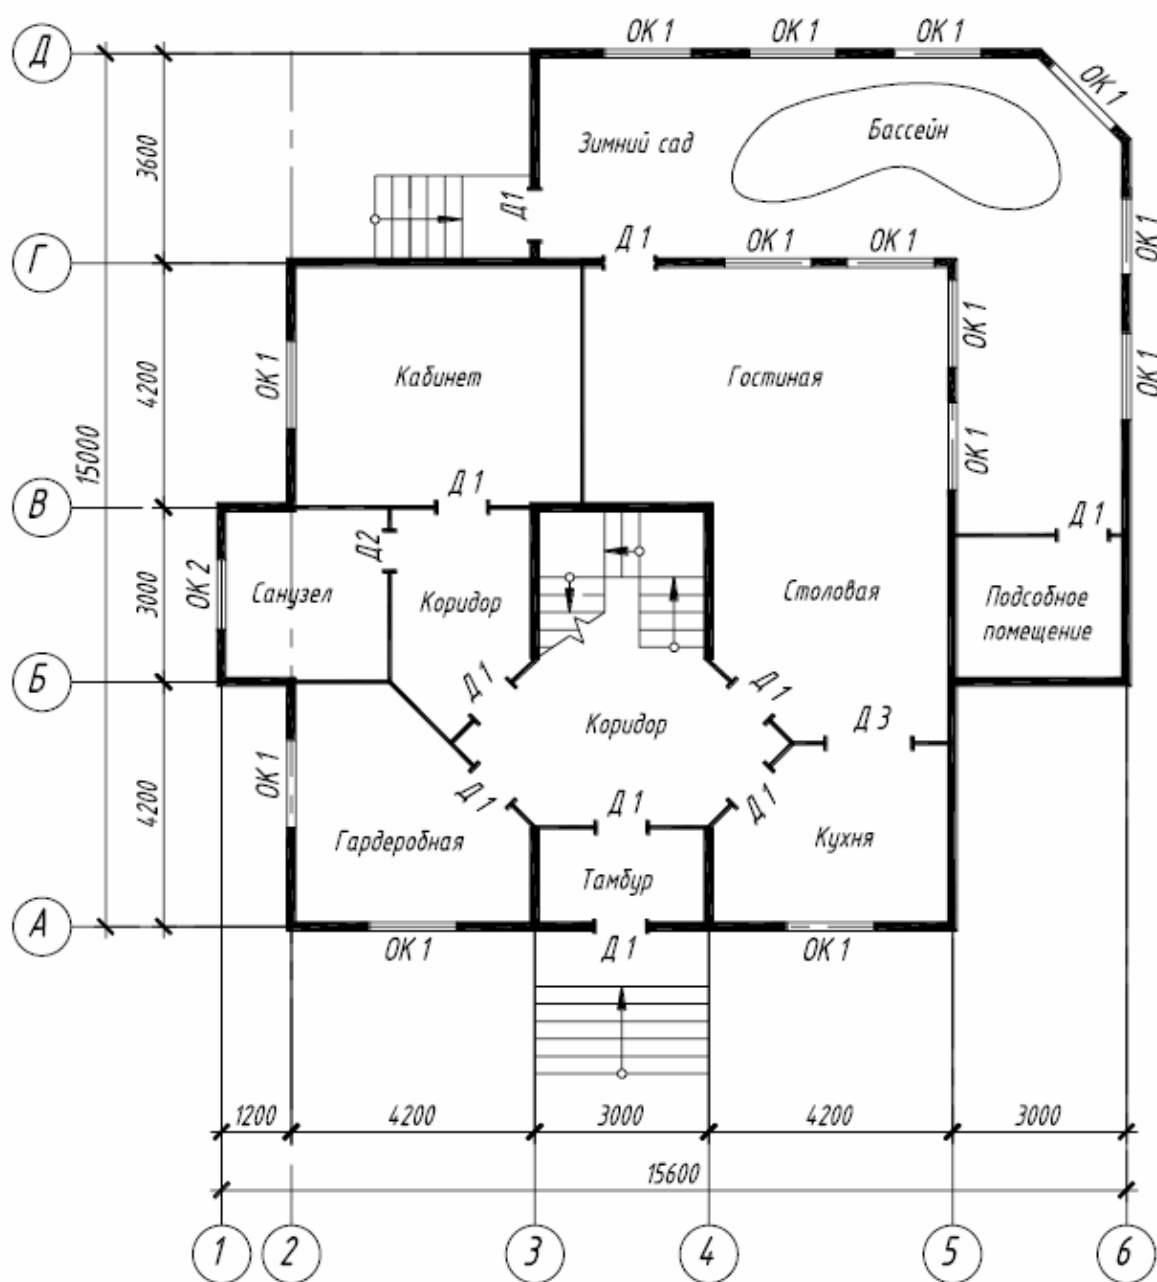 ОК 1
ОК 1
ОК 1
Д
ОК 1
Бассейн
Зимний сад
3600
Д1
ОК 1
Д 1
ОК 1
ОК 1
Г
ОК 1
ОК 1
ОК 1
Кабинет
Гостиная
4200
15000
ОК 1
Д 1
В
Д 1
Д2
ОК 2
Санузел
Коридор
Столовая
Подсобное
помещение
3000
Б
Д 1
Д 1
Коридор
Д 3
ОК 1
4200
Д 1
Д 1
Д 1
Гардеробная
Кухня
Тамбур
А
ОК 1
Д 1
ОК 1
1200
4200
3000
4200
3000
15600
1
2
3
4
5
6